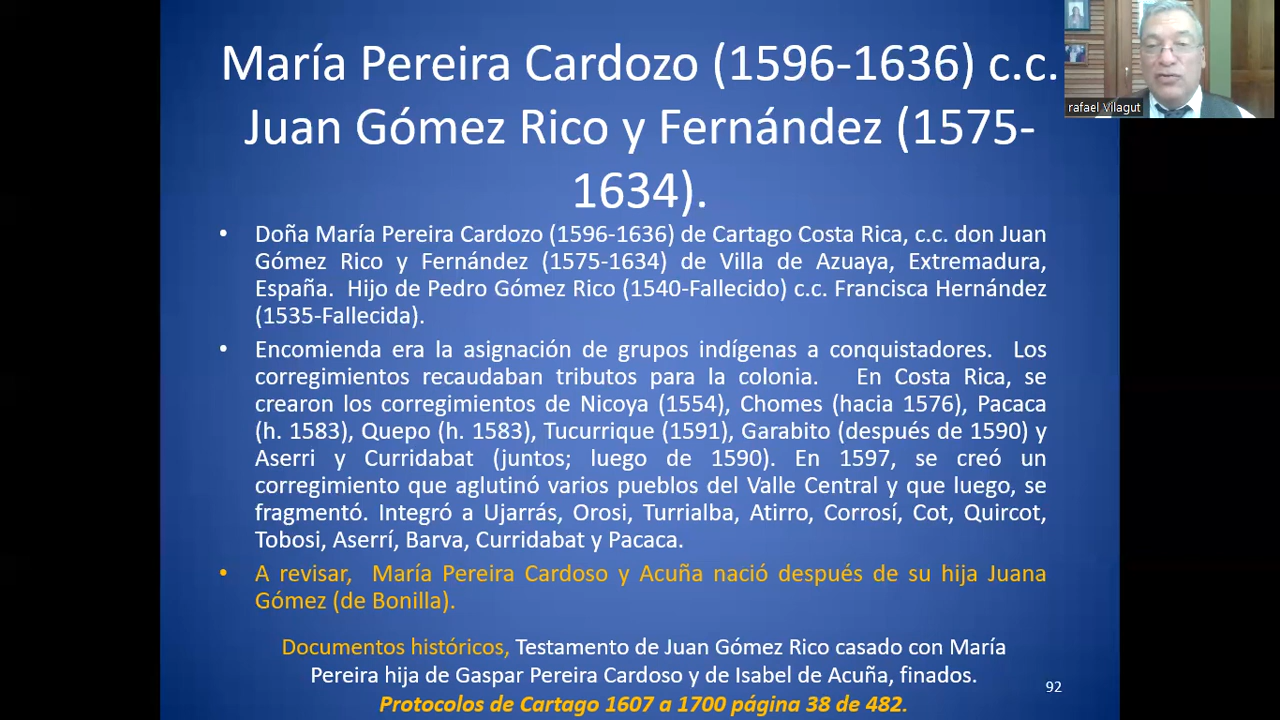 María Pereira Cardozo (1596-1636) c.c.
Juan Gómez Rico y Fernández (1575-
1634).
rafael Vilagut
• Doña María Pereira Cardozo (1596-1636) de Cartago Costa Rica, c.c. don Juan
Gómez Rico y Fernández (1575-1634) de Villa de Azuaya, Extremadura,
España. Hijo de Pedro Gómez Rico (1540-Fallecido) c.c. Francisca Hernández
(1535-Fallecida).
• Encomienda era la asignación de grupos indígenas a conquistadores. Los
corregimientos recaudaban tributos para la colonia. En Costa Rica, se
crearon los corregimientos de Nicoya (1554), Chomes (hacia 1576), Pacaca
(h. 1583), Quepo (h. 1583), Tucurrique (1591), Garabito (después de 1590) y
Aserri y Curridabat (juntos; luego de 1590). En 1597, se creó un
corregimiento que aglutinó varios pueblos del Valle Central y que luego, se
fragmentó. Integró a Ujarrás, Orosi, Turrialba, Atirro, Corrosí, Cot, Quircot,
Tobosi, Aserrí, Barva, Curridabat y Pacaca.
• A revisar, María Pereira Cardoso y Acuña nació después de su hija Juana
Gómez (de Bonilla).
Documentos históricos, Testamento de Juan Gómez Rico casado con María
Pereira hija de Gaspar Pereira Cardoso y de Isabel de Acuña, finados.
Protocolos de Cartago 1607 a 1700 página 38 de 482.
92